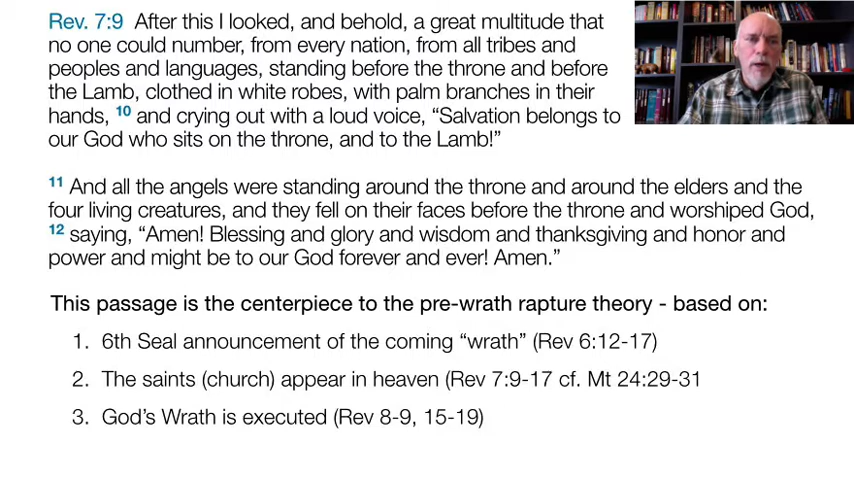 Rev. 7:9 After this I looked, and behold, a great multitude that
no one could number, from every nation, from all tribes and
peoples and languages, standing before the throne and before
the Lamb, clothed in white robes, with palm branches in their
hands, 10 and crying out with a loud voice, “Salvation belongs to
our God who sits on the throne, and to the Lamb!”
11 And all the angels were standing around the throne and around the elders and the
four living creatures, and they fell on their faces before the throne and worshiped God,
12 saying, “Amen! Blessing and glory and wisdom and thanksgiving and honor and
power and might be to our God forever and ever! Amen.”
This passage is the centerpiece to the pre-wrath rapture theory - based on:
1. 6th Seal announcement of the coming “wrath” (Rev 6:12-17)
2. The saints (church) appear in heaven (Rev 7:9-17 cf. Mt 24:29-31
3. God’s Wrath is executed (Rev 8-9, 15-19)